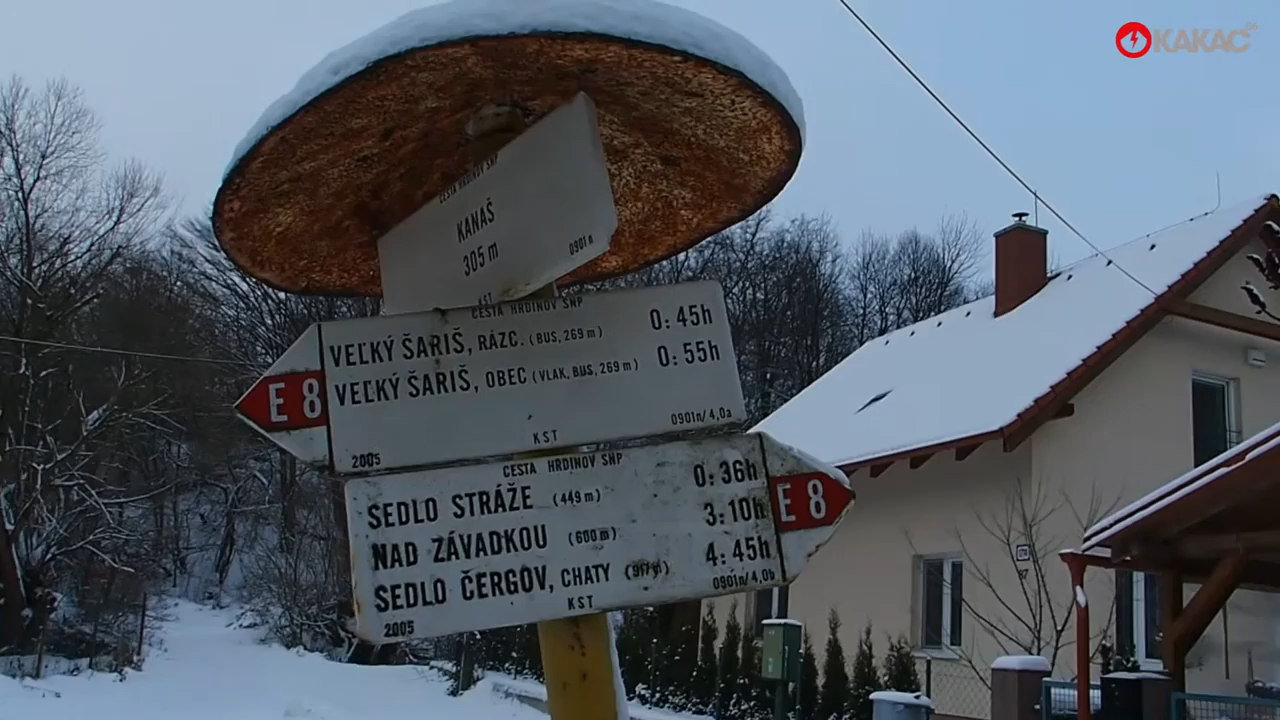 KAKAC
CESTA HRDINOV SNP
KANAŠ
305 m
0901n
KST
CESTA HRDINOV SNP
VEĽKÝ ŠARIŠ, RÁZC. (BUS, 269 m) 0:45h
VEĽKÝ ŠARIŠ, OBEC (VLAK, BUS, 269 m) 0:55h
E 8
0901n/4,0a
KST
2005
CESTA HRDINOV SNP
SEDLO STRÁŽE (449 m) 0:36h
NAD ZÁVADKOU (600 m) 3:10h
SEDLO ČERGOV, CHATY (917 m) 4:45h
E 8
0901n/4,0b
KST
2005